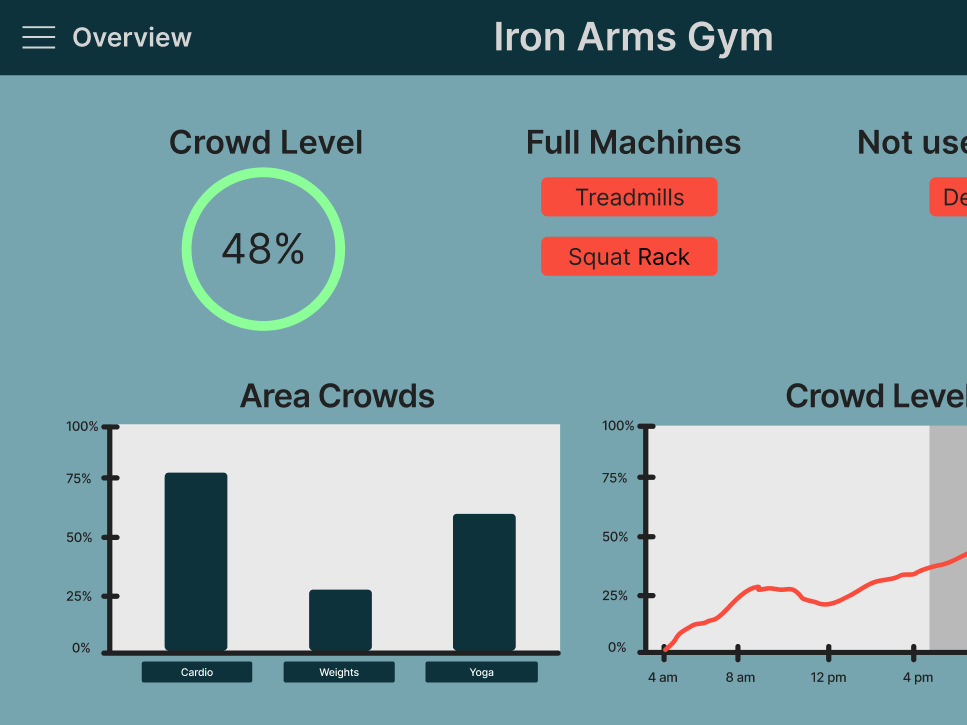 Overview
Iron Arms Gym
Crowd Level
Full Machines
Not use
48%
Treadmills
De
Squat Rack
Area Crowds
Crowd Level
100%
75%
50%
25%
0%
Cardio
Weights
Yoga
100%
75%
50%
25%
0%
4 am
8 am
12 pm
4 pm